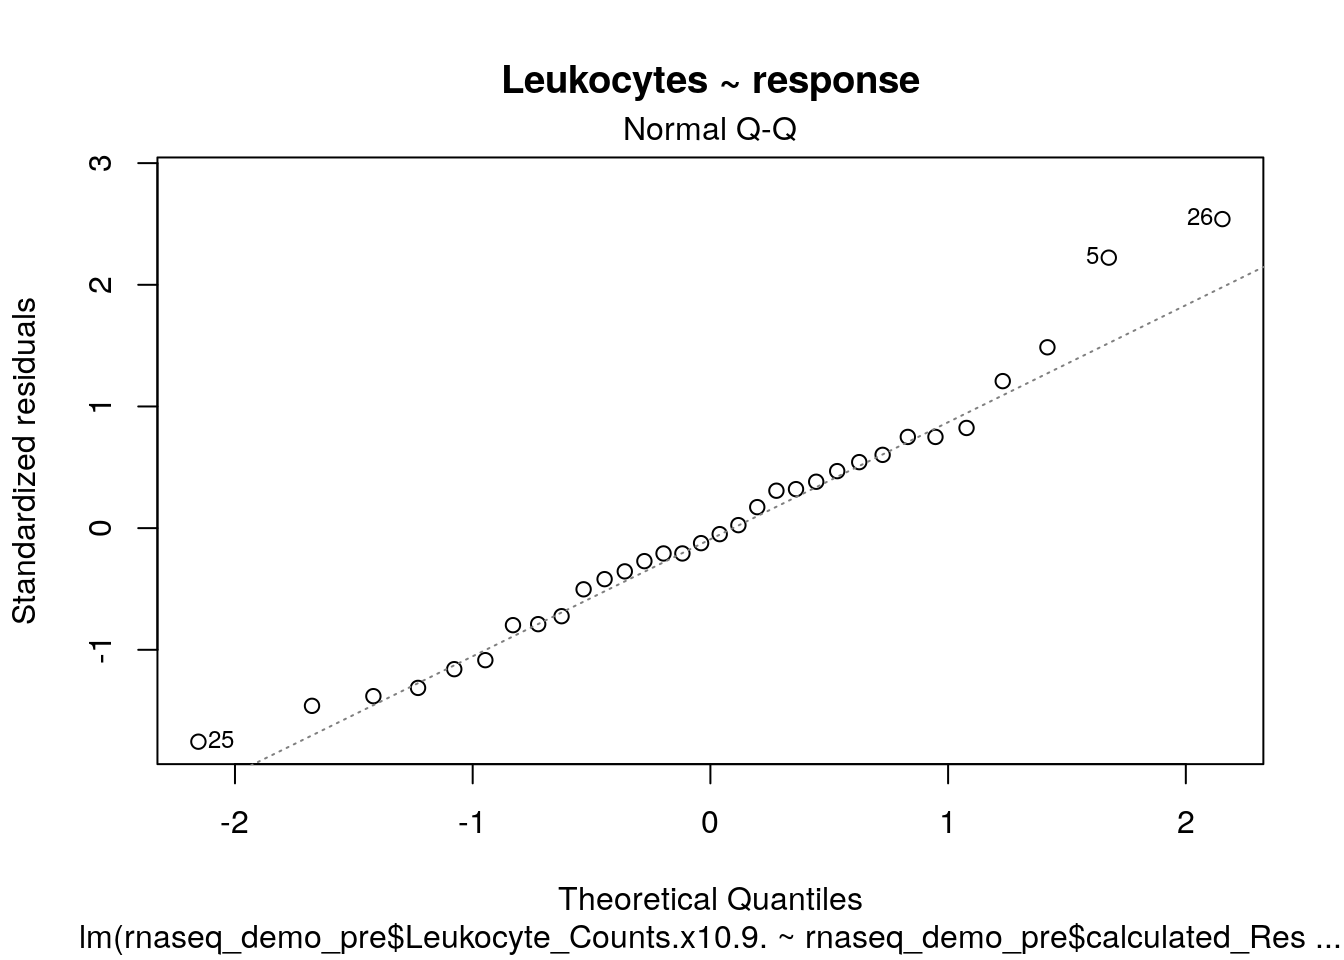 Leukocytes ~ response
Normal Q-Q
Standardized residuals
3
2
1
0
-1
26
5
25
-2
-1
0
1
2
Theoretical Quantiles
lm(rnaseq_demo_pre$Leukocyte_Counts.x10.9. ~ rnaseq_demo_pre$calculated_Res ...